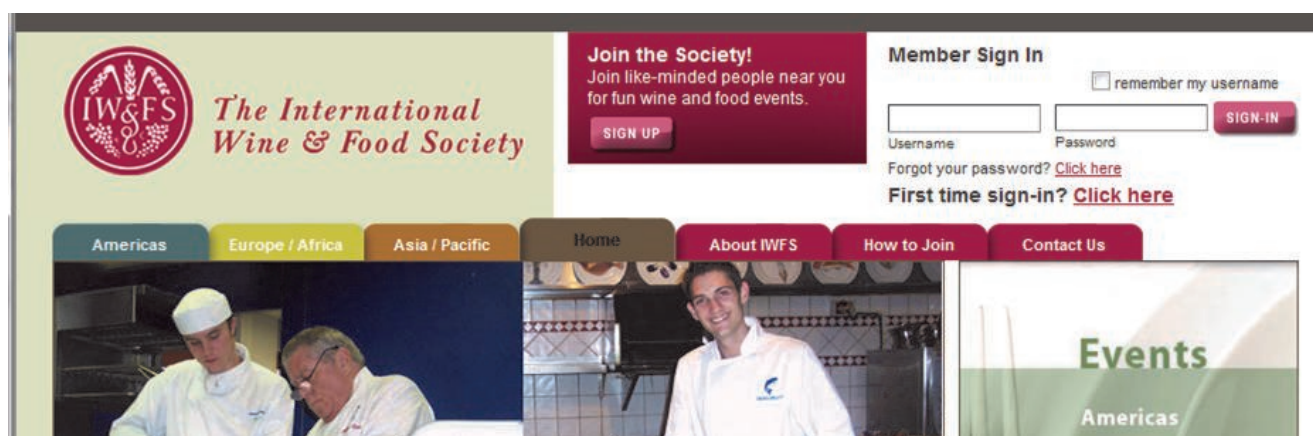 IW&FS
The International
Wine & Food Society
Join the Society!
Join like-minded people near you
for fun wine and food events.
SIGN UP
Member Sign In
remember my username
SIGN-IN
Username Password
Forgot your password? Click here
First time sign-in? Click here
Americas Europe / Africa Asia / Pacific Home About IWFS How to Join Contact Us
Events
Americas